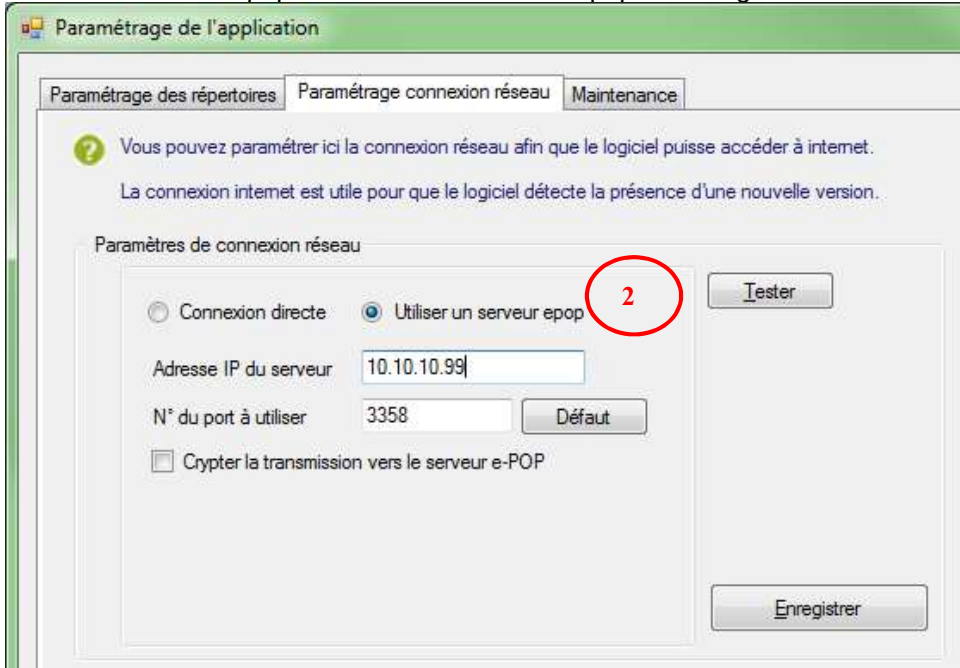 Paramétrage de l'application
Paramétrage des répertoires Paramétrage connexion réseau Maintenance
Vous pouvez paramétrer ici la connexion réseau afin que le logiciel puisse accéder à internet.
La connexion internet est utile pour que le logiciel détecte la présence d'une nouvelle version.
Paramètres de connexion réseau
Connexion directe Utiliser un serveur epop 2 Tester
Adresse IP du serveur 10.10.10.99
N° du port à utiliser 3358 Défaut
Crypter la transmission vers le serveur e-POP
Enregistrer